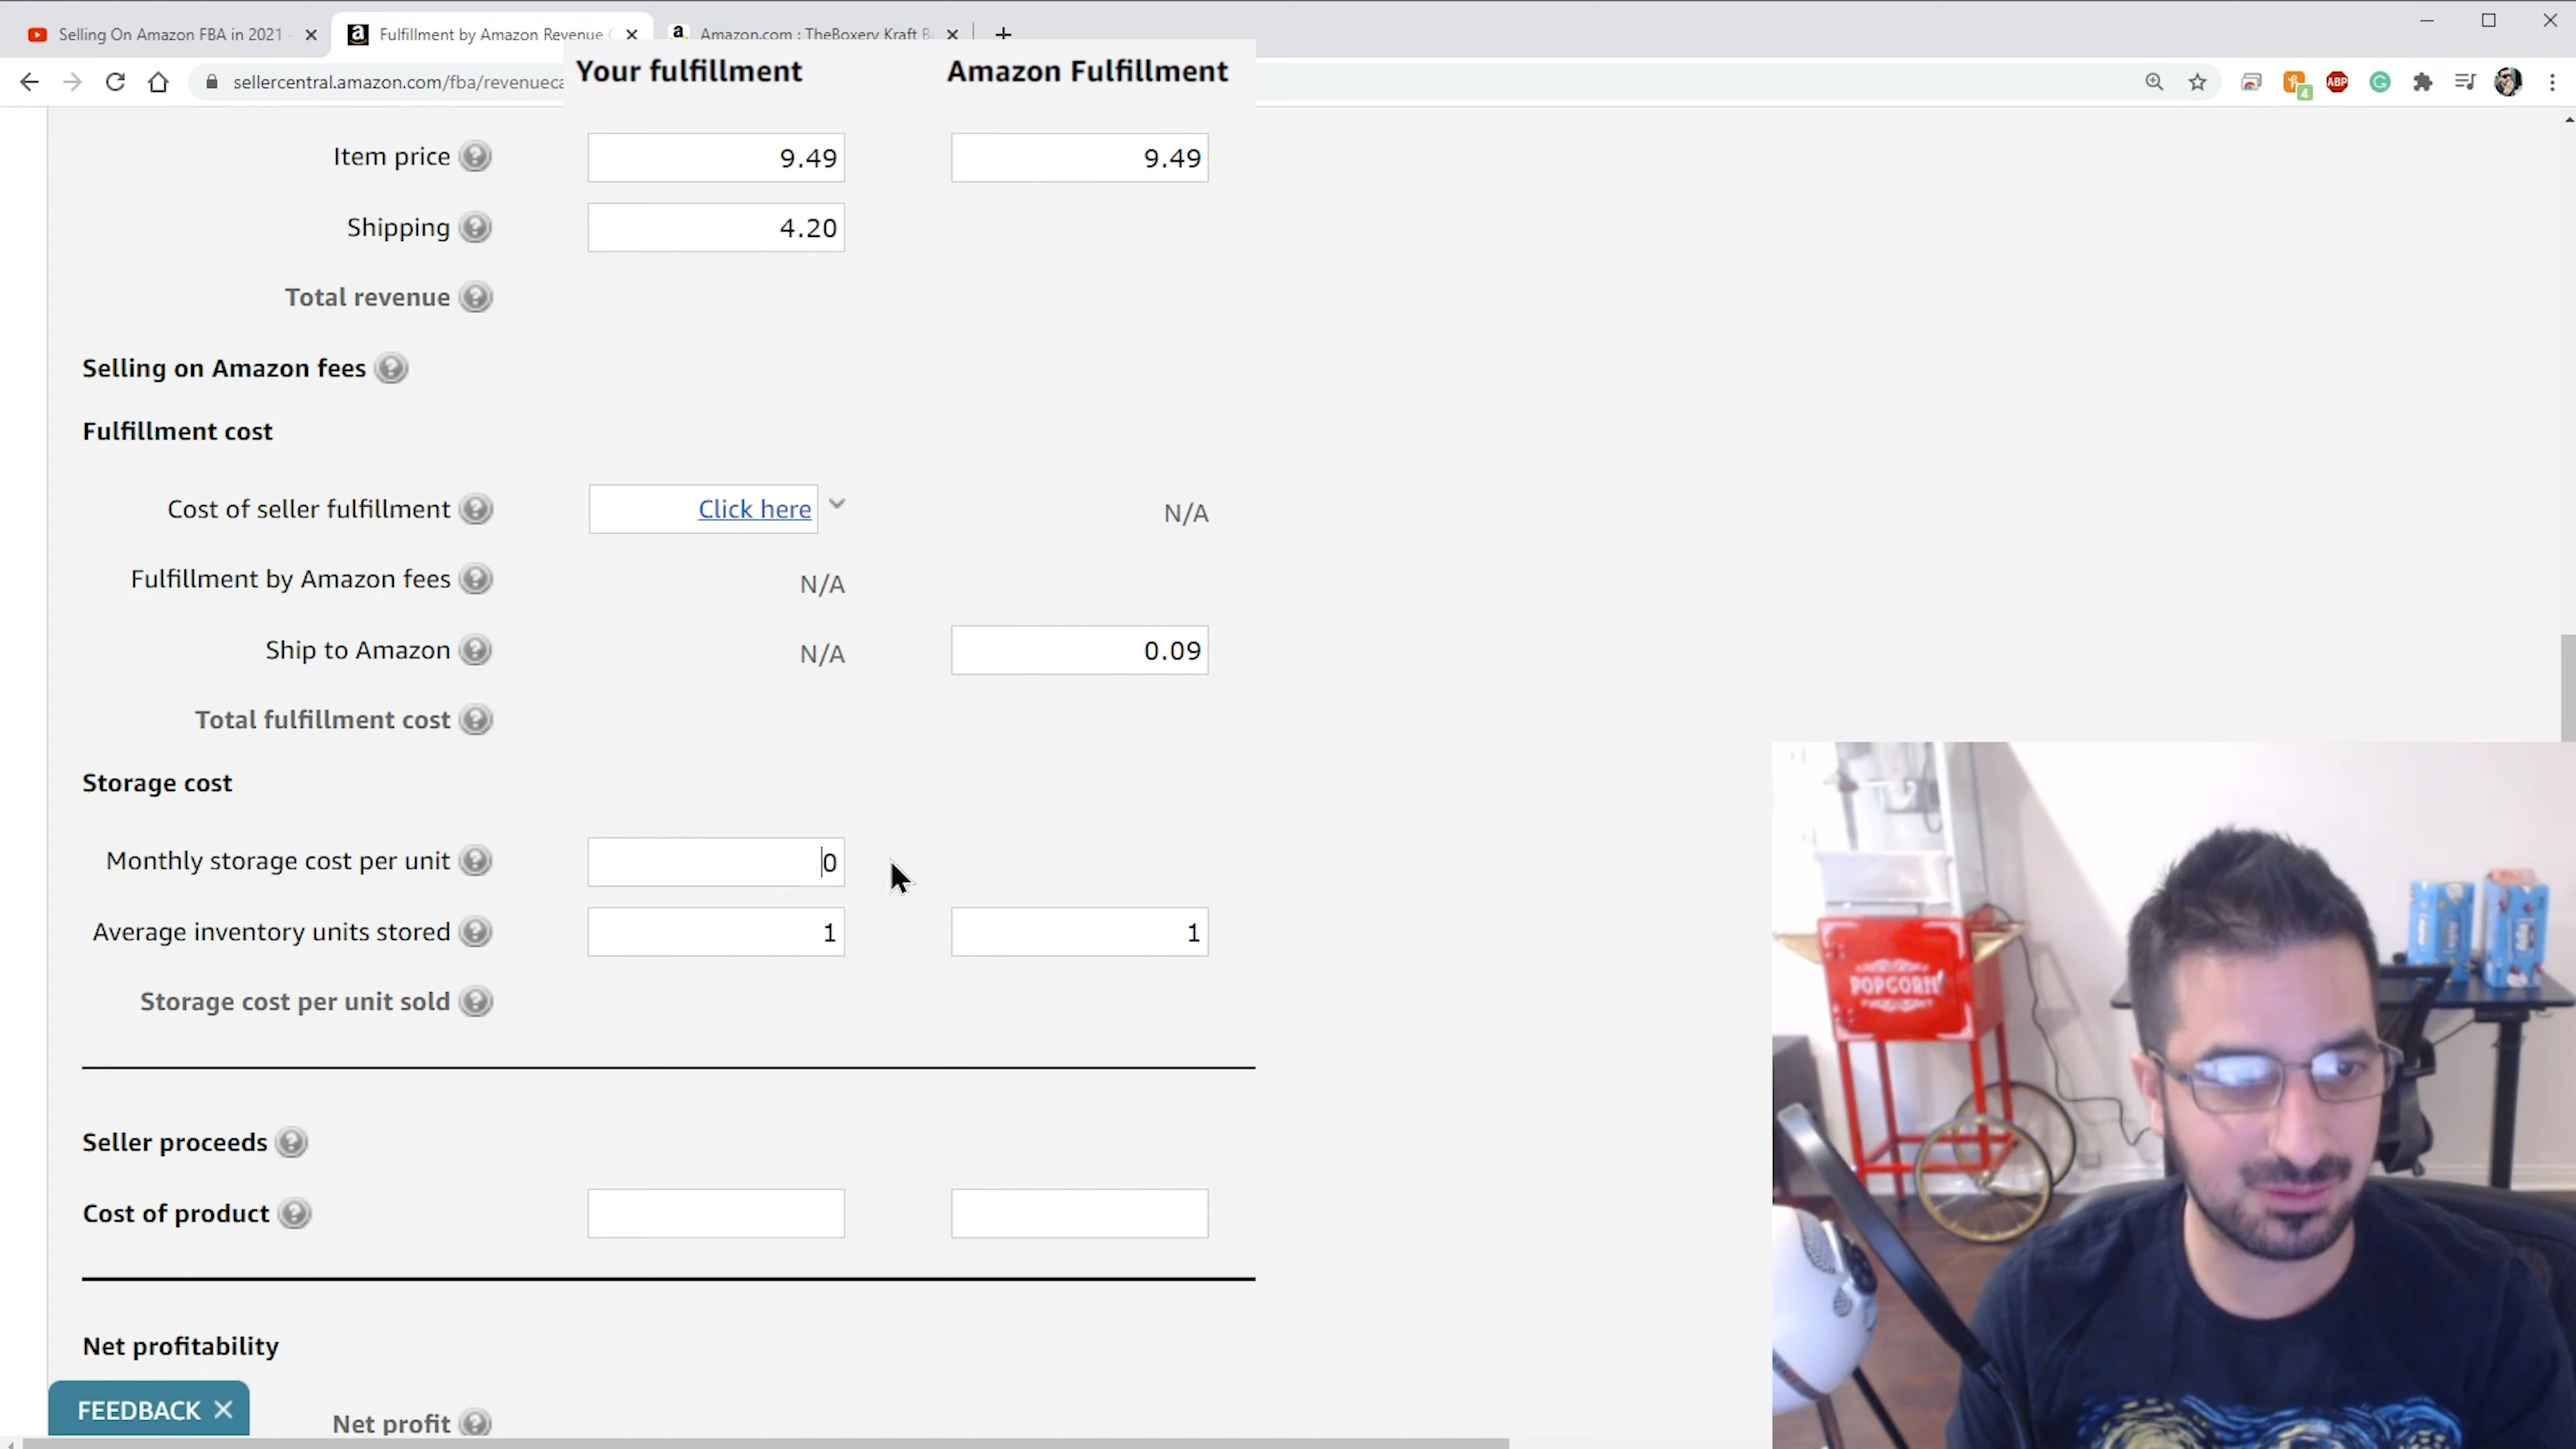 Selling On Amazon FBA in 2021
Fulfillment by Amazon Revenue
Amazon.com : TheBoxery Kraft
sellercentral.amazon.com/fba/revenueca
ABP
4
Your fulfillment Amazon Fulfillment
Item price 9.49 9.49
Shipping 4.20
Total revenue
Selling on Amazon fees
Fulfillment cost
Cost of seller fulfillment Click here N/A
Fulfillment by Amazon fees N/A
Ship to Amazon N/A 0.09
Total fulfillment cost
Storage cost
Monthly storage cost per unit 0
Average inventory units stored 1 1
Storage cost per unit sold
Seller proceeds
Cost of product
Net profitability
FEEDBACK
Net profit
POPCORN!